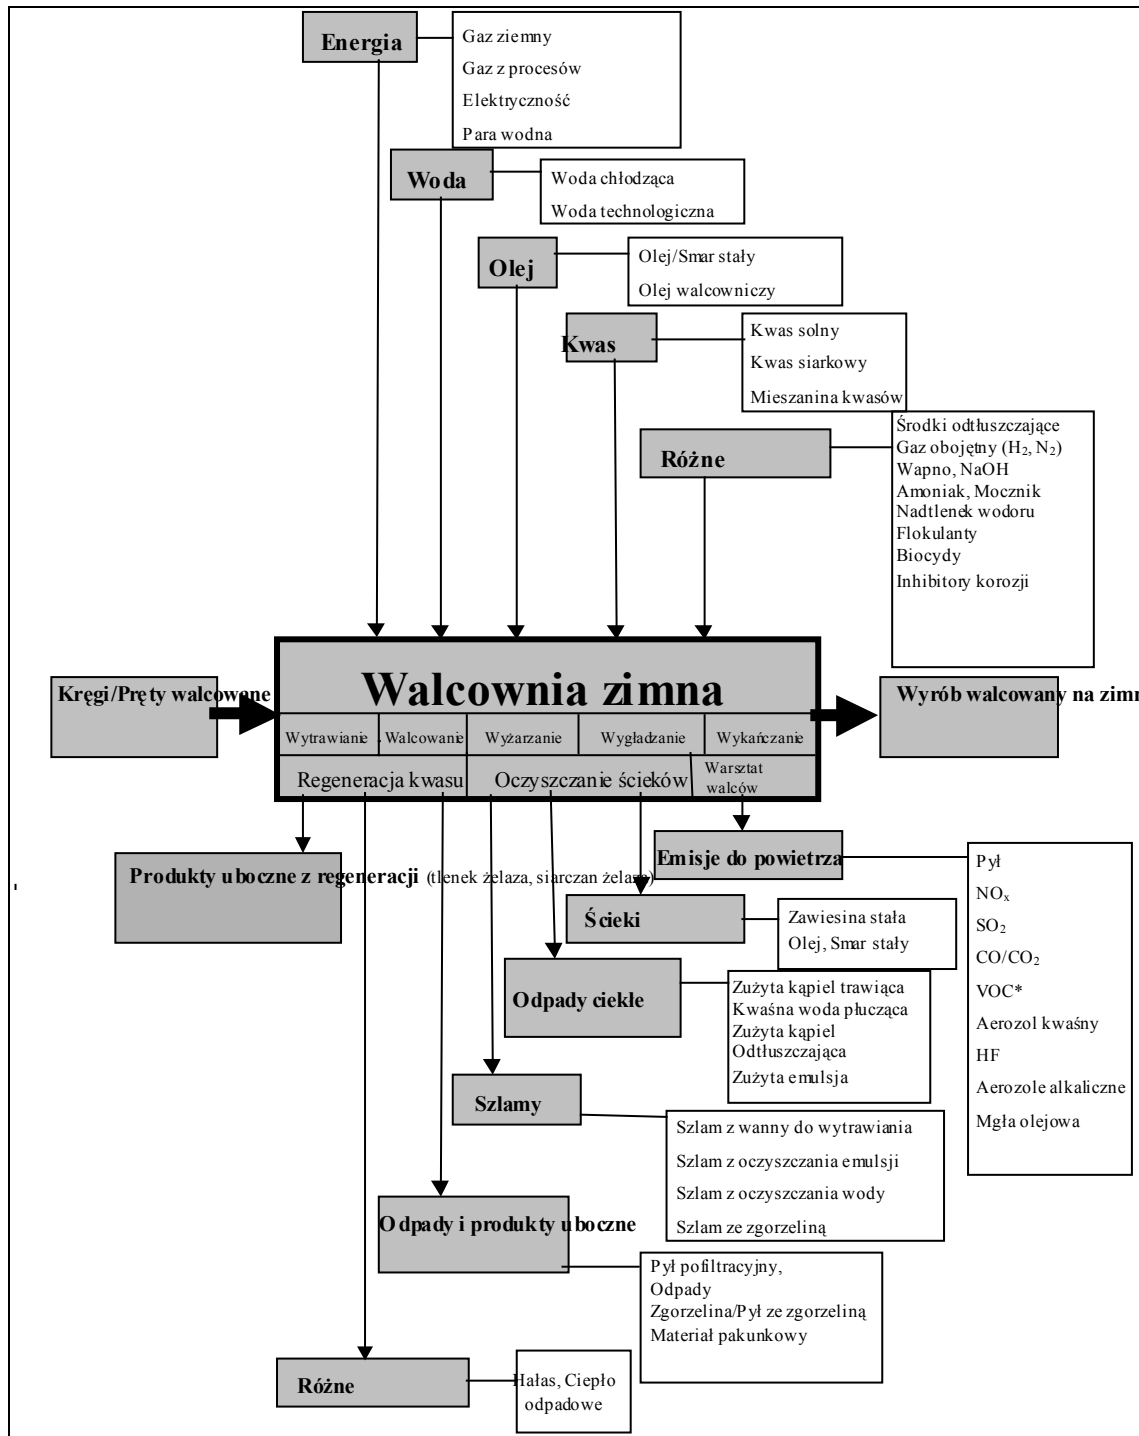 Energia
Gaz ziemny
Gaz z procesów
Elektryczność
Para wodna
Woda
Woda chłodząca
Woda technologiczna
Olej
Olej/Smar stały
Olej walcowniczy
Kwas
Kwas solny
Kwas siarkowy
Mieszanina kwasów
Różne
Środki odtłuszczające
Gaz obojętny (H₂, N₂)
Wapno, NaOH
Amoniak, Mocznik
Nadtlenek wodoru
Flokulanty
Biocydy
Inhibitory korozji
Kręgi/Pręty walcowane
Walcownia zimna
Wyrób walcowany na zimn
Wytrawianie
Walcowanie
Wyżarzanie
Wygładzanie
Wykańczanie
Regeneracja kwasu
Oczyszczanie ścieków
Warsztat
walców
Produkty uboczne z regeneracji (tlenek żelaza, siarczan żelaza)
Emisje do powietrza
Pył
NOₓ
SO₂
CO/CO₂
VOC*
Aerozol kwaśny
HF
Aerozole alkaliczne
Mgła olejowa
Ścieki
Zawiesina stała
Olej, Smar stały
Odpady ciekłe
Zużyta kąpiel trawiąca
Kwaśna woda płucząca
Zużyta kąpiel
Odtłuszczająca
Zużyta emulsja
Szlamy
Szlam z wanny do wytrawiania
Szlam z oczyszczania emulsji
Szlam z oczyszczania wody
Szlam ze zgorzeliną
Odpady i produkty uboczne
Pył pofiltracyjny,
Odpady
Zgorzelina/Pył ze zgorzeliną
Materiał pakunkowy
Różne
Hałas, Ciepło
odpadowe